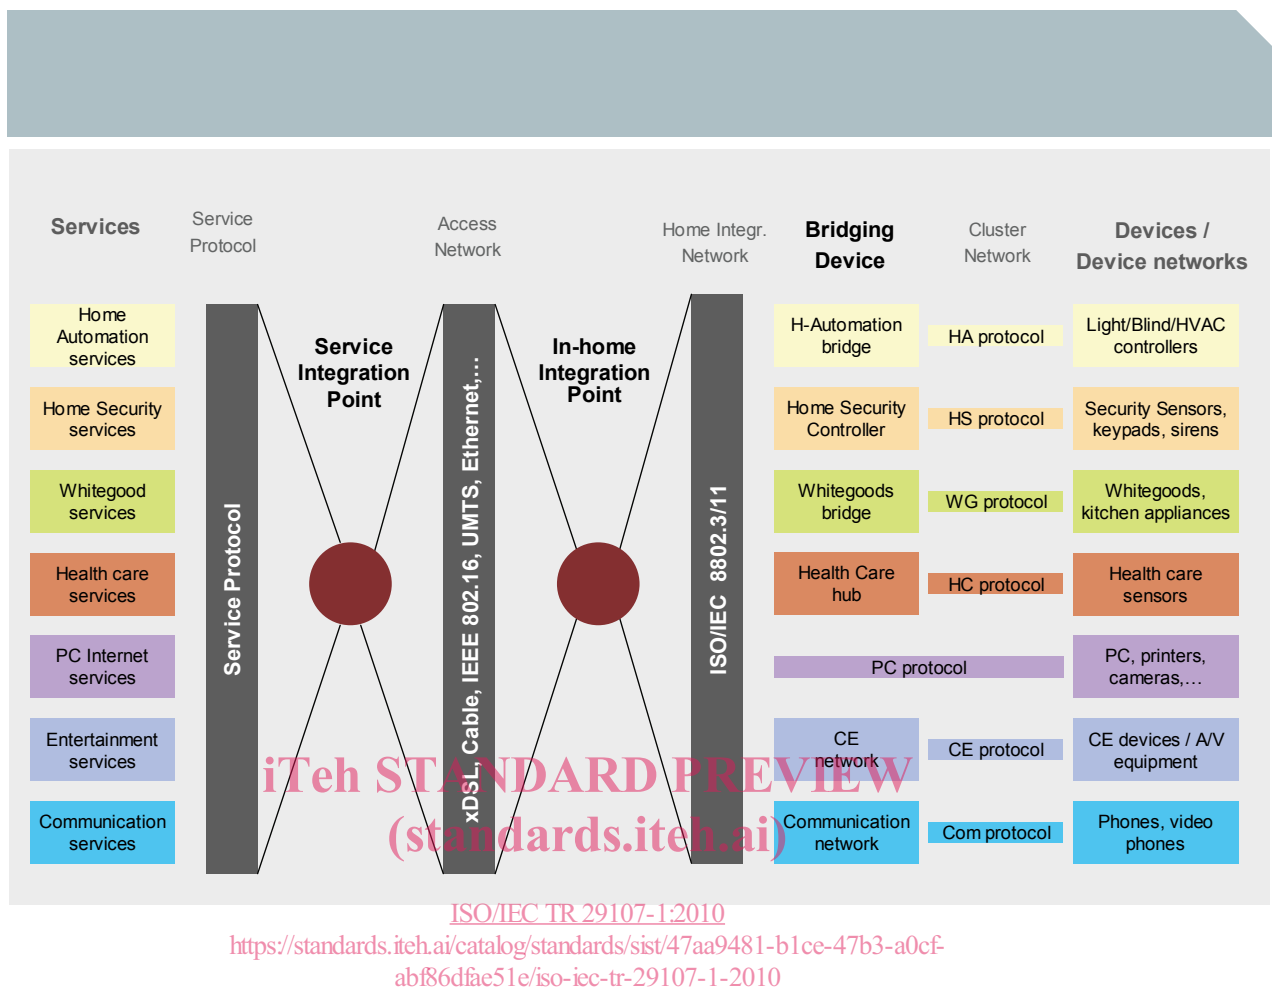 Services
Service
Protocol
Access
Network
Home Integr.
Network
Bridging
Device
Cluster
Network
Devices /
Device networks
Home
Automation
services
Home Security
services
Whitegood
services
Health care
services
PC Internet
services
Entertainment
services
Communication
services
Service Protocol
Service
Integration
Point
xDSL, Cable, IEEE 802.16, UMTS, Ethernet,...
In-home
Integration
Point
ISO/IEC 8802.3/11
H-Automation
bridge
HA protocol
Light/Blind/HVAC
controllers
Home Security
Controller
HS protocol
Security Sensors,
keypads, sirens
Whitegoods
bridge
WG protocol
Whitegoods,
kitchen appliances
Health Care
hub
HC protocol
Health care
sensors
PC protocol
PC, printers,
cameras,...
CE
network
CE protocol
CE devices / A/V
equipment
Communication
network
Com protocol
Phones, video
phones
iTeh STANDARD PREVIEW
(standards.iteh.ai)
ISO/IEC TR 29107-1:2010
https://standards.iteh.ai/catalog/standards/sist/47aa9481-b1ce-47b3-a0cf-
abf86dfae51e/iso-iec-tr-29107-1-2010